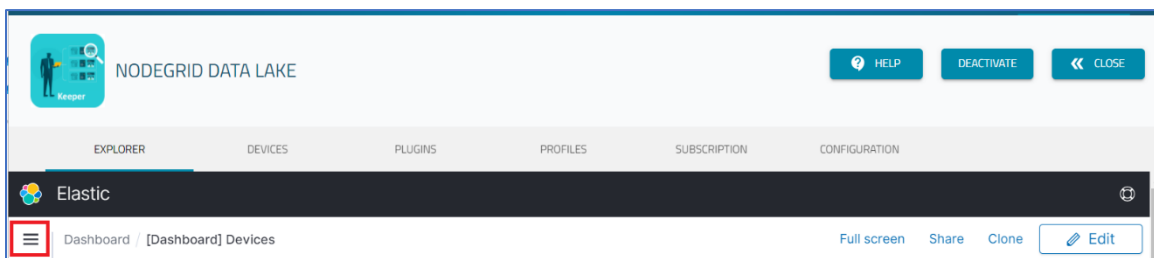 Keeper
NODEGRID DATA LAKE
HELP
DEACTIVATE
CLOSE
EXPLORER
DEVICES
PLUGINS
PROFILES
SUBSCRIPTION
CONFIGURATION
Elastic
Dashboard / [Dashboard] Devices
Full screen
Share
Clone
Edit